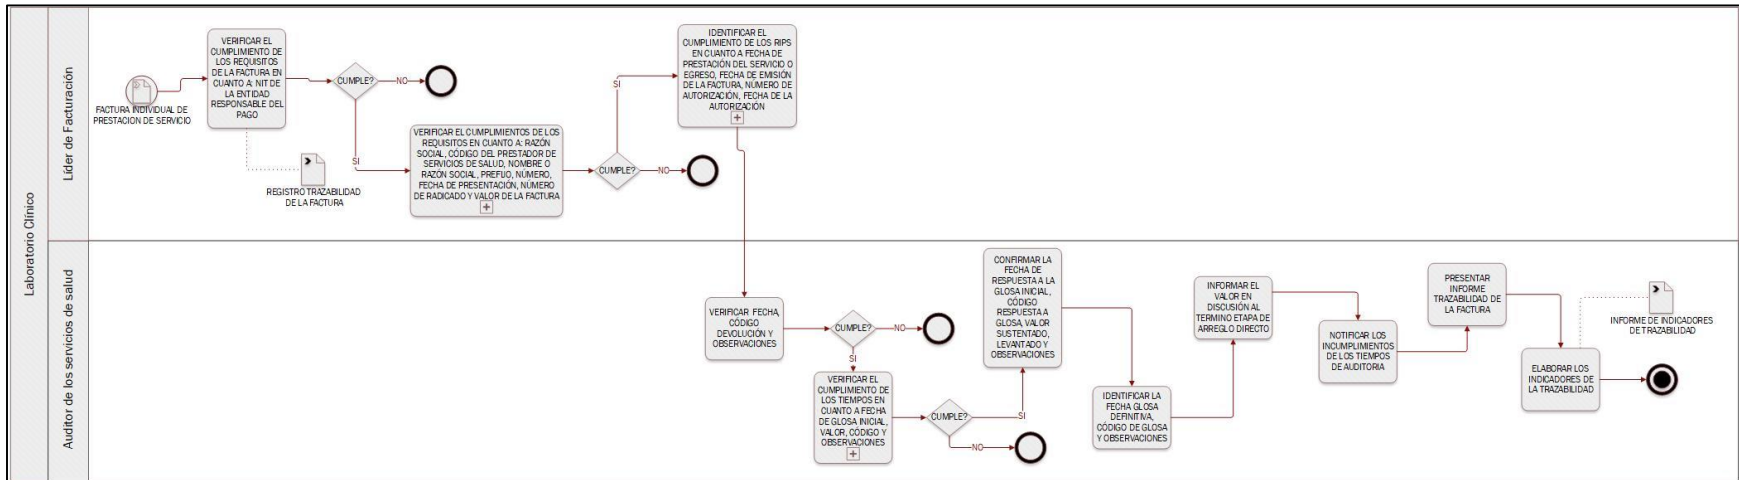 Laboratorio Clínico
Líder de Facturación
FACTURA INDIVIDUAL DE
PRESTACION DE SERVICIO
VERIFICAR EL
CUMPLIMIENTO DE
LOS REQUISITOS
DE LA FACTURA EN
CUANTO A: NIT DE
LA ENTIDAD
RESPONSABLE DEL
PAGO
REGISTRO TRAZABILIDAD
DE LA FACTURA
CUMPLE?
NO
SI
VERIFICAR EL CUMPLIMIENTOS DE LOS
REQUISITOS EN CUANTO A: RAZÓN
SOCIAL, CÓDIGO DEL PRESTADOR DE
SERVICIOS DE SALUD, NOMBRE O
RAZÓN SOCIAL, PREFIJO, NÚMERO,
FECHA DE PRESENTACIÓN, NÚMERO
DE RADICADO Y VALOR DE LA FACTURA
CUMPLE?
NO
SI
IDENTIFICAR EL
CUMPLIMIENTO DE LOS RIPS
EN CUANTO A FECHA DE
PRESTACIÓN DEL SERVICIO O
EGRESO, FECHA DE EMISIÓN
DE LA FACTURA, NÚMERO DE
AUTORIZACIÓN, FECHA DE LA
AUTORIZACIÓN
Auditor de los servicios de salud
VERIFICAR FECHA,
CÓDIGO
DEVOLUCIÓN Y
OBSERVACIONES
CUMPLE?
NO
SI
VERIFICAR EL
CUMPLIMIENTO DE
LOS TIEMPOS EN
CUANTO A FECHA
DE GLOSA INICIAL,
VALOR, CÓDIGO Y
OBSERVACIONES
CUMPLE?
NO
SI
CONFIRMAR LA
FECHA DE
RESPUESTA A LA
GLOSA INICIAL,
CÓDIGO
RESPUESTA A
GLOSA, VALOR
SUSTENTADO,
LEVANTADO Y
OBSERVACIONES
IDENTIFICAR LA
FECHA GLOSA
DEFINITIVA,
CÓDIGO DE GLOSA
Y OBSERVACIONES
INFORMAR EL
VALOR EN
DISCUSIÓN AL
TERMINO ETAPA DE
ARREGLO DIRECTO
NOTIFICAR LOS
INCUMPLIMIENTOS
DE LOS TIEMPOS
DE AUDITORIA
PRESENTAR
INFORME
TRAZABILIDAD DE
LA FACTURA
ELABORAR LOS
INDICADORES DE
LA TRAZABILIDAD
INFORME DE INDICADORES
DE TRAZABILIDAD